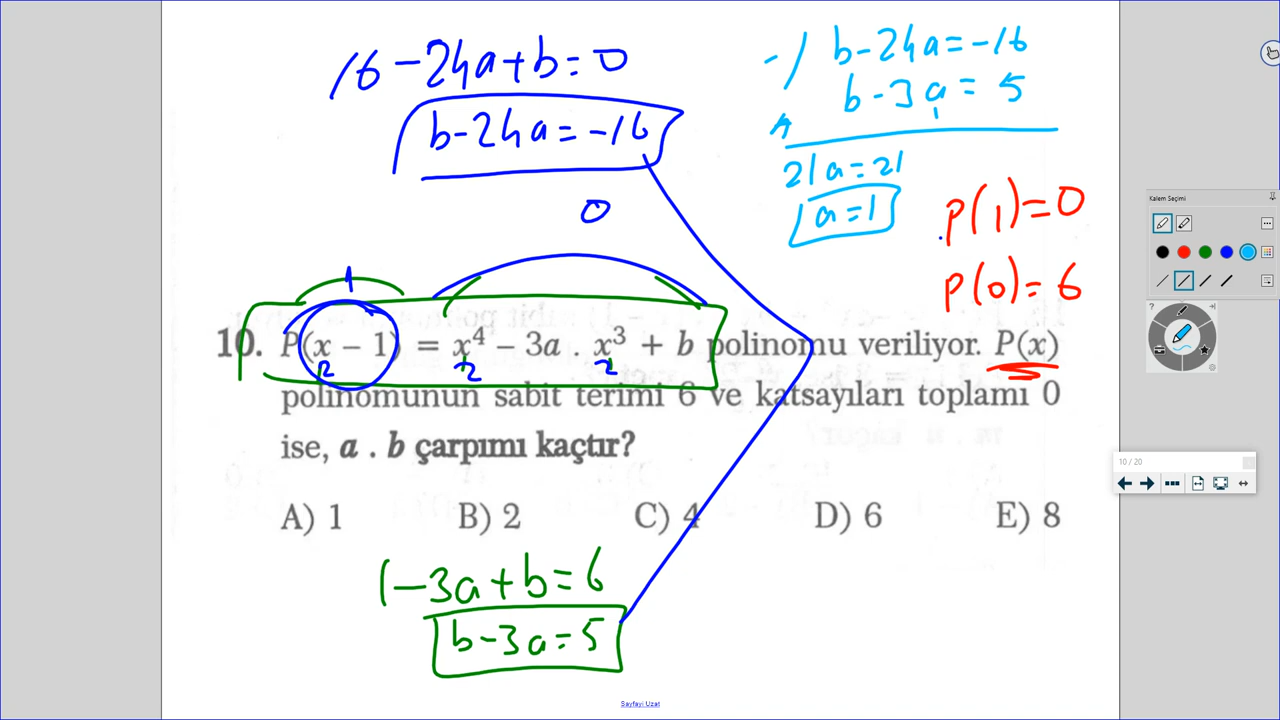 16 - 24a + b = 0
b - 24a = -16
-/ b - 24a = -16
b - 3a = 5
21a = 21
a = 1
P(1) = 0
P(0) = 6
0
1
10. P(x − 1) = x⁴ − 3a . x³ + b polinomu veriliyor. P(x)
2 2 2
polinomunun sabit terimi 6 ve katsayıları toplamı 0
ise, a . b çarpımı kaçtır?
A) 1 B) 2 C) 4 D) 6 E) 8
1 - 3a + b = 6
b - 3a = 5
Kalem Seçimi
10 / 20
Sayfayı Uzat